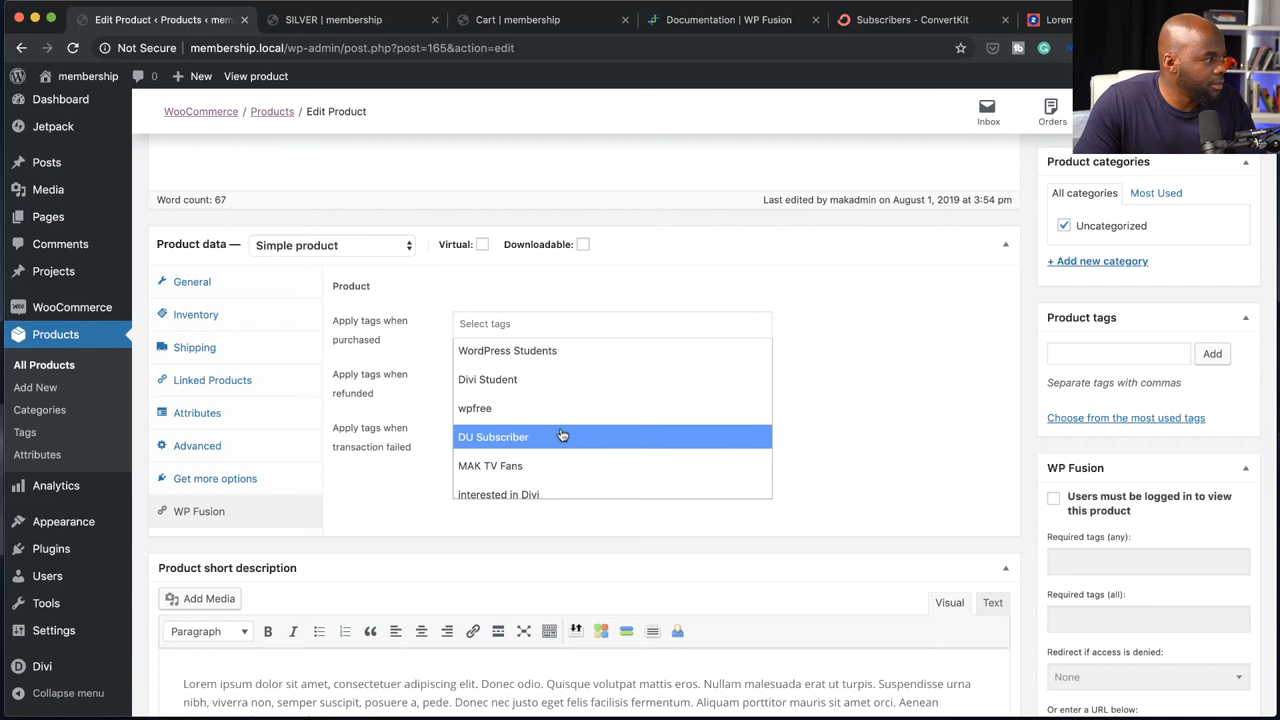 Edit Product ‹ Products ‹ mem
SILVER | membership
Cart | membership
Documentation | WP Fusion
Subscribers - ConvertKit
Lorem
Not Secure
membership.local/wp-admin/post.php?post=165&action=edit
membership
0
New
View product
Dashboard
Jetpack
Posts
Media
Pages
Comments
Projects
WooCommerce
Products
All Products
Add New
Categories
Tags
Attributes
Analytics
Appearance
Plugins
Users
Tools
Settings
Divi
Collapse menu
WooCommerce / Products / Edit Product
Inbox
Orders
Word count: 67
Last edited by makadmin on August 1, 2019 at 3:54 pm
Product data —
Simple product
Virtual:
Downloadable:
General
Inventory
Shipping
Linked Products
Attributes
Advanced
Get more options
WP Fusion
Product
Apply tags when
purchased
Apply tags when
refunded
Apply tags when
transaction failed
Select tags
WordPress Students
Divi Student
wpfree
DU Subscriber
MAK TV Fans
interested in Divi
Product short description
Add Media
Visual
Text
Paragraph
Lorem ipsum dolor sit amet, consectetuer adipiscing elit. Donec odio. Quisque volutpat mattis eros. Nullam malesuada erat ut turpis. Suspendisse urna
nibh, viverra non, semper suscipit, posuere a, pede. Donec nec justo eget felis facilisis fermentum. Aliquam porttitor mauris sit amet orci. Aenean
Product categories
All categories
Most Used
Uncategorized
+ Add new category
Product tags
Add
Separate tags with commas
Choose from the most used tags
WP Fusion
Users must be logged in to view
this product
Required tags (any):
Required tags (all):
Redirect if access is denied:
None
Or enter a URL below: